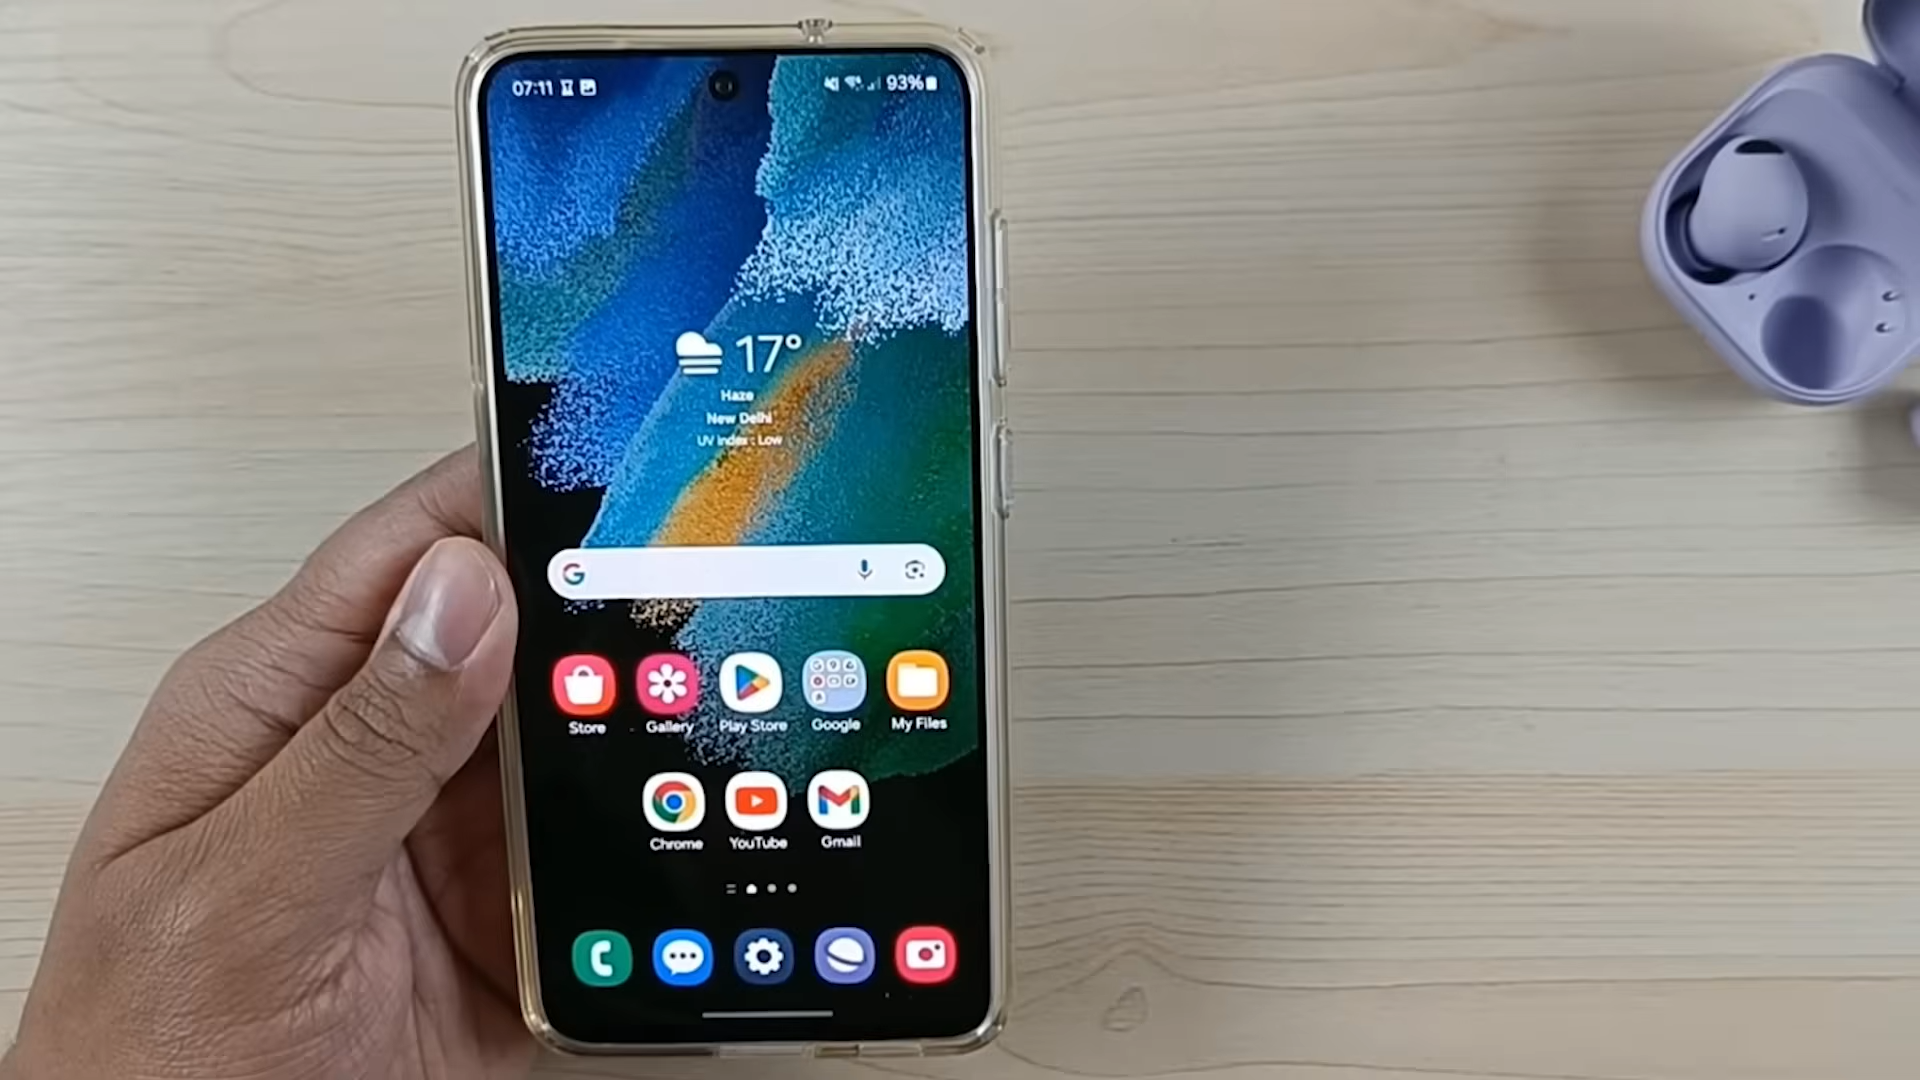 07:11
93%
17°
Haze
New Delhi
UV index : Low
Store
Gallery
Play Store
Google
My Files
Chrome
YouTube
Gmail